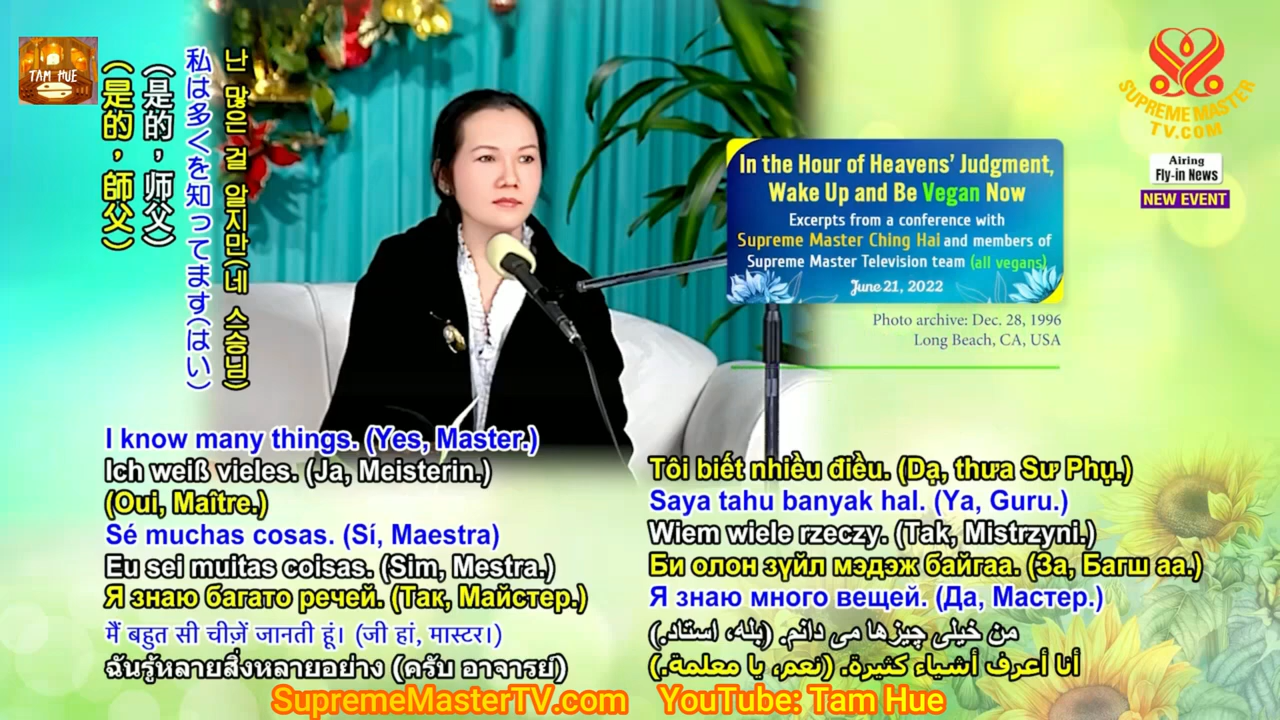 TAM HUE
난 많은 걸 알지만(네 스승님)
私は多くを知ってます(はい)
(是的，师父)
(是的，師父)
SUPREME MASTER
TV.COM
Airing
Fly-in News
NEW EVENT
In the Hour of Heavens' Judgment,
Wake Up and Be Vegan Now
Excerpts from a conference with
Supreme Master Ching Hai and members of
Supreme Master Television team (all vegans)
June 21, 2022
Photo archive: Dec. 28, 1996
Long Beach, CA, USA
I know many things. (Yes, Master.)
Ich weiß vieles. (Ja, Meisterin.)
(Oui, Maître.)
Sé muchas cosas. (Sí, Maestra)
Eu sei muitas coisas. (Sim, Mestra.)
Я знаю багато речей. (Так, Майстер.)
मैं बहुत सी चीज़ें जानती हूं। (जी हां, मास्टर।)
ฉันรู้หลายสิ่งหลายอย่าง (ครับ อาจารย์)
Tôi biết nhiều điều. (Dạ, thưa Sư Phụ.)
Saya tahu banyak hal. (Ya, Guru.)
Wiem wiele rzeczy. (Tak, Mistrzyni.)
Би олон зүйл мэдэж байгаа. (За, Багш аа.)
Я знаю много вещей. (Да, Мастер.)
من خیلی چیزها می دانم. (بله، استاد.)
أنا أعرف أشياء كثيرة. (نعم، يا معلمة.)
SupremeMasterTV.com YouTube: Tam Hue